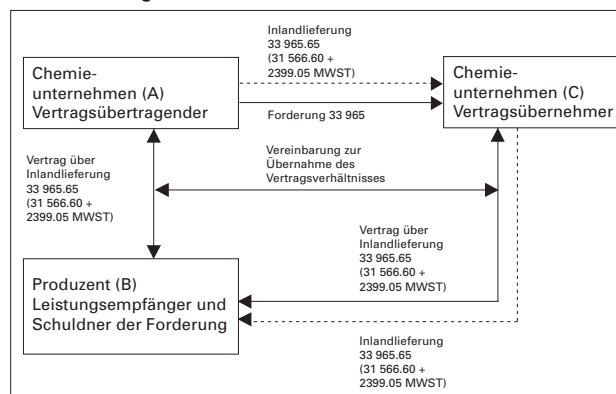 Inlandlieferung
33 965.65
(31 566.60 +
2399.05 MWST)
Chemie-
unternehmen (A)
Vertragsübertragender
Chemie-
unternehmen (C)
Vertragsübernehmer
Forderung 33 965
Vertrag über
Inlandlieferung
33 965.65
(31 566.60 +
2399.05 MWST)
Vereinbarung zur
Übernahme des
Vertragsverhältnisses
Vertrag über
Inlandlieferung
33 965.65
(31 566.60 +
2399.05 MWST)
Produzent (B)
Leistungsempfänger und
Schuldner der Forderung
Inlandlieferung
33 965.65
(31 566.60 +
2399.05 MWST)